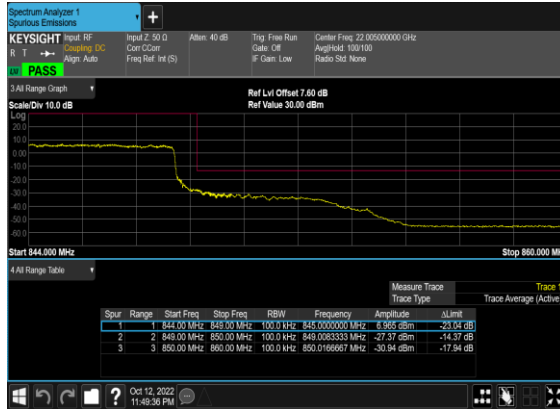 Spectrum Analyzer 1
Spurious Emissions
KEYSIGHT Input: RF Input Z: 50 Ω Atten: 40 dB Trig: Free Run Center Freq: 22.005000000 GHz
R T Coupling: DC Corr CCorr Gate: Off Avg|Hold: 100/100
Align: Auto Freq Ref: Int (S) IF Gain: Low Radio Std: None
PASS
3 All Range Graph
Ref Lvl Offset 7.60 dB
Scale/Div 10.0 dB Ref Value 30.00 dBm
Log
20.0
10.0
0.00
-10.0
-20.0
-30.0
-40.0
-50.0
-60.0
Start 844.000 MHz Stop 860.000 MH
4 All Range Table
Measure Trace Trace 1
Trace Type Trace Average (Active
Spur Range Start Freq Stop Freq RBW Frequency Amplitude ΔLimit
1 1 844.00 MHz 849.00 MHz 100.0 kHz 845.0000000 MHz 6.965 dBm -23.04 dB
2 2 849.00 MHz 850.00 MHz 100.0 kHz 849.0083333 MHz -27.37 dBm -14.37 dB
3 3 850.00 MHz 860.00 MHz 100.0 kHz 850.0166667 MHz -30.94 dBm -17.94 dB
? Oct 12, 2022
11:49:36 PM